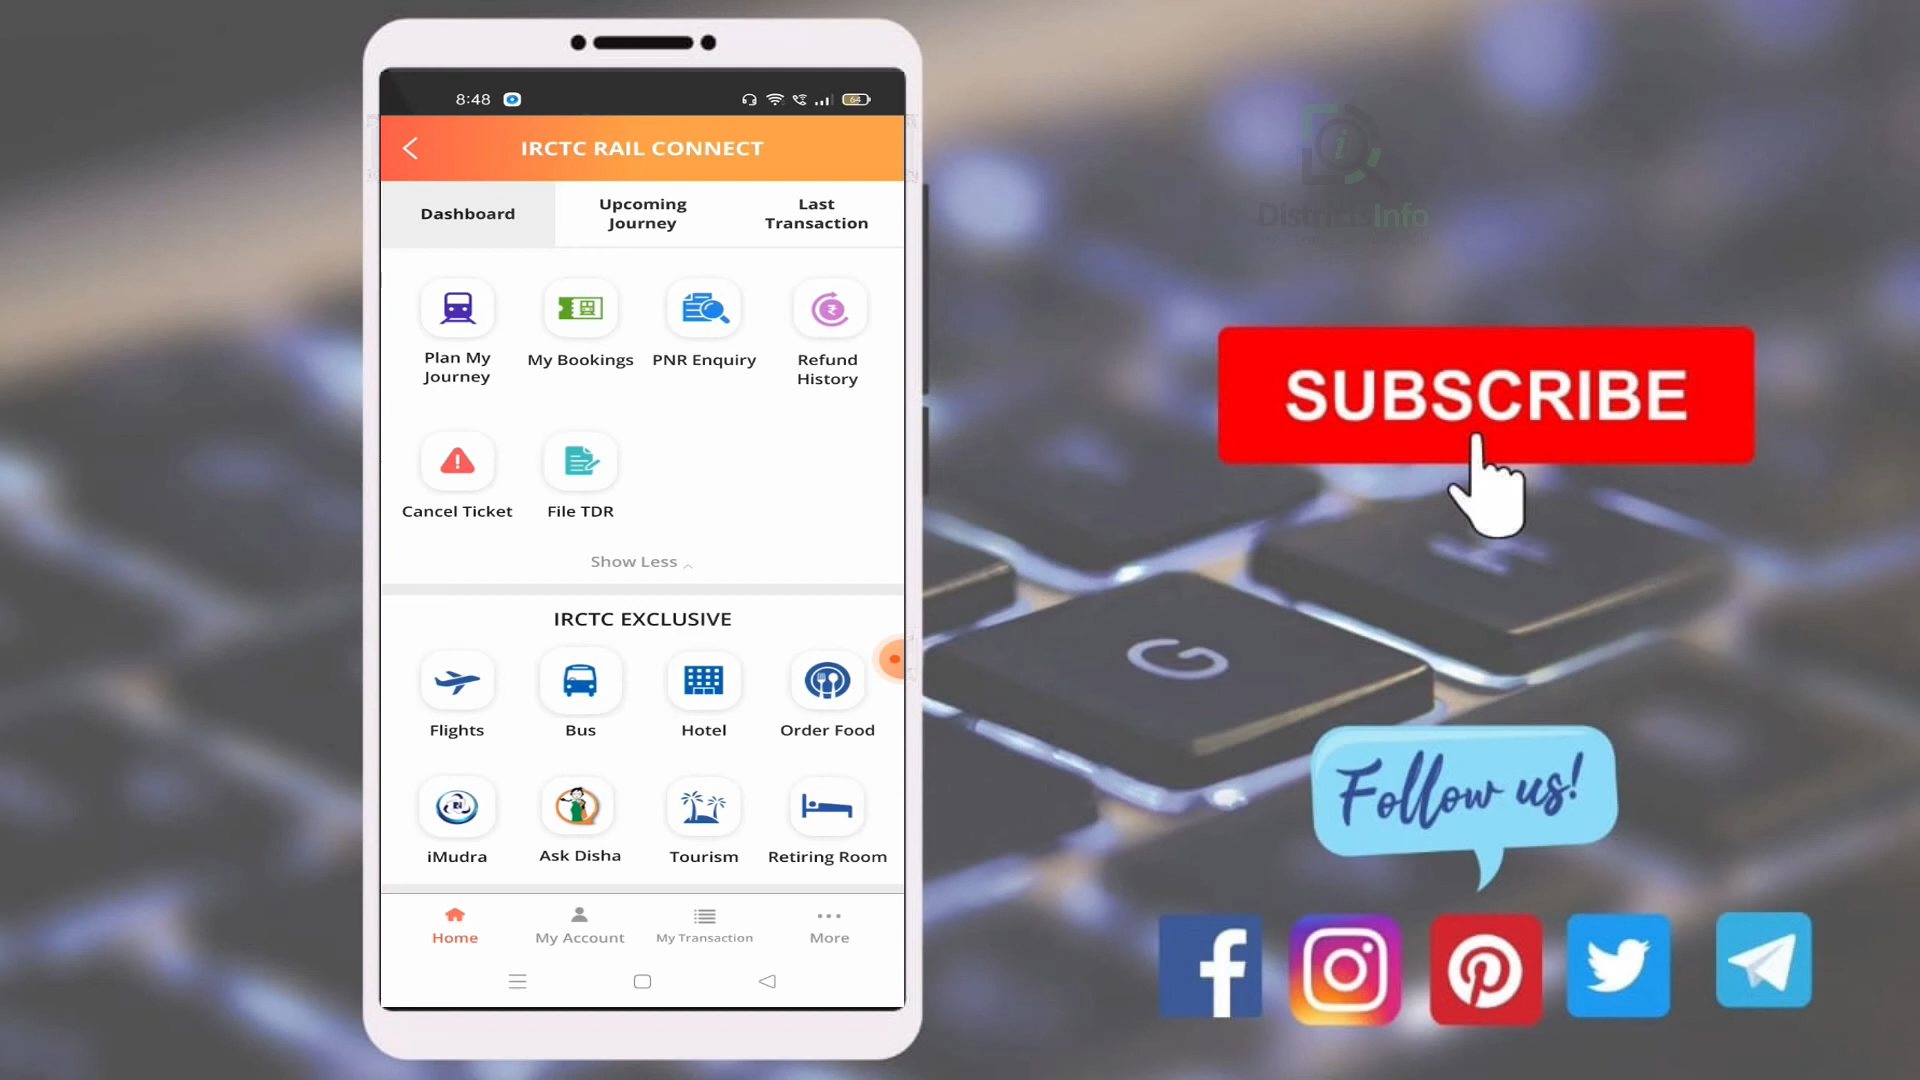 8:48
64
IRCTC RAIL CONNECT
Dashboard
Upcoming
Journey
Last
Transaction
Plan My
Journey
My Bookings
PNR Enquiry
Refund
History
Cancel Ticket
File TDR
Show Less
IRCTC EXCLUSIVE
Flights
Bus
Hotel
Order Food
iMudra
Ask Disha
Tourism
Retiring Room
Home
My Account
My Transaction
More
DistrictsInfo
SUBSCRIBE
G
Follow us!